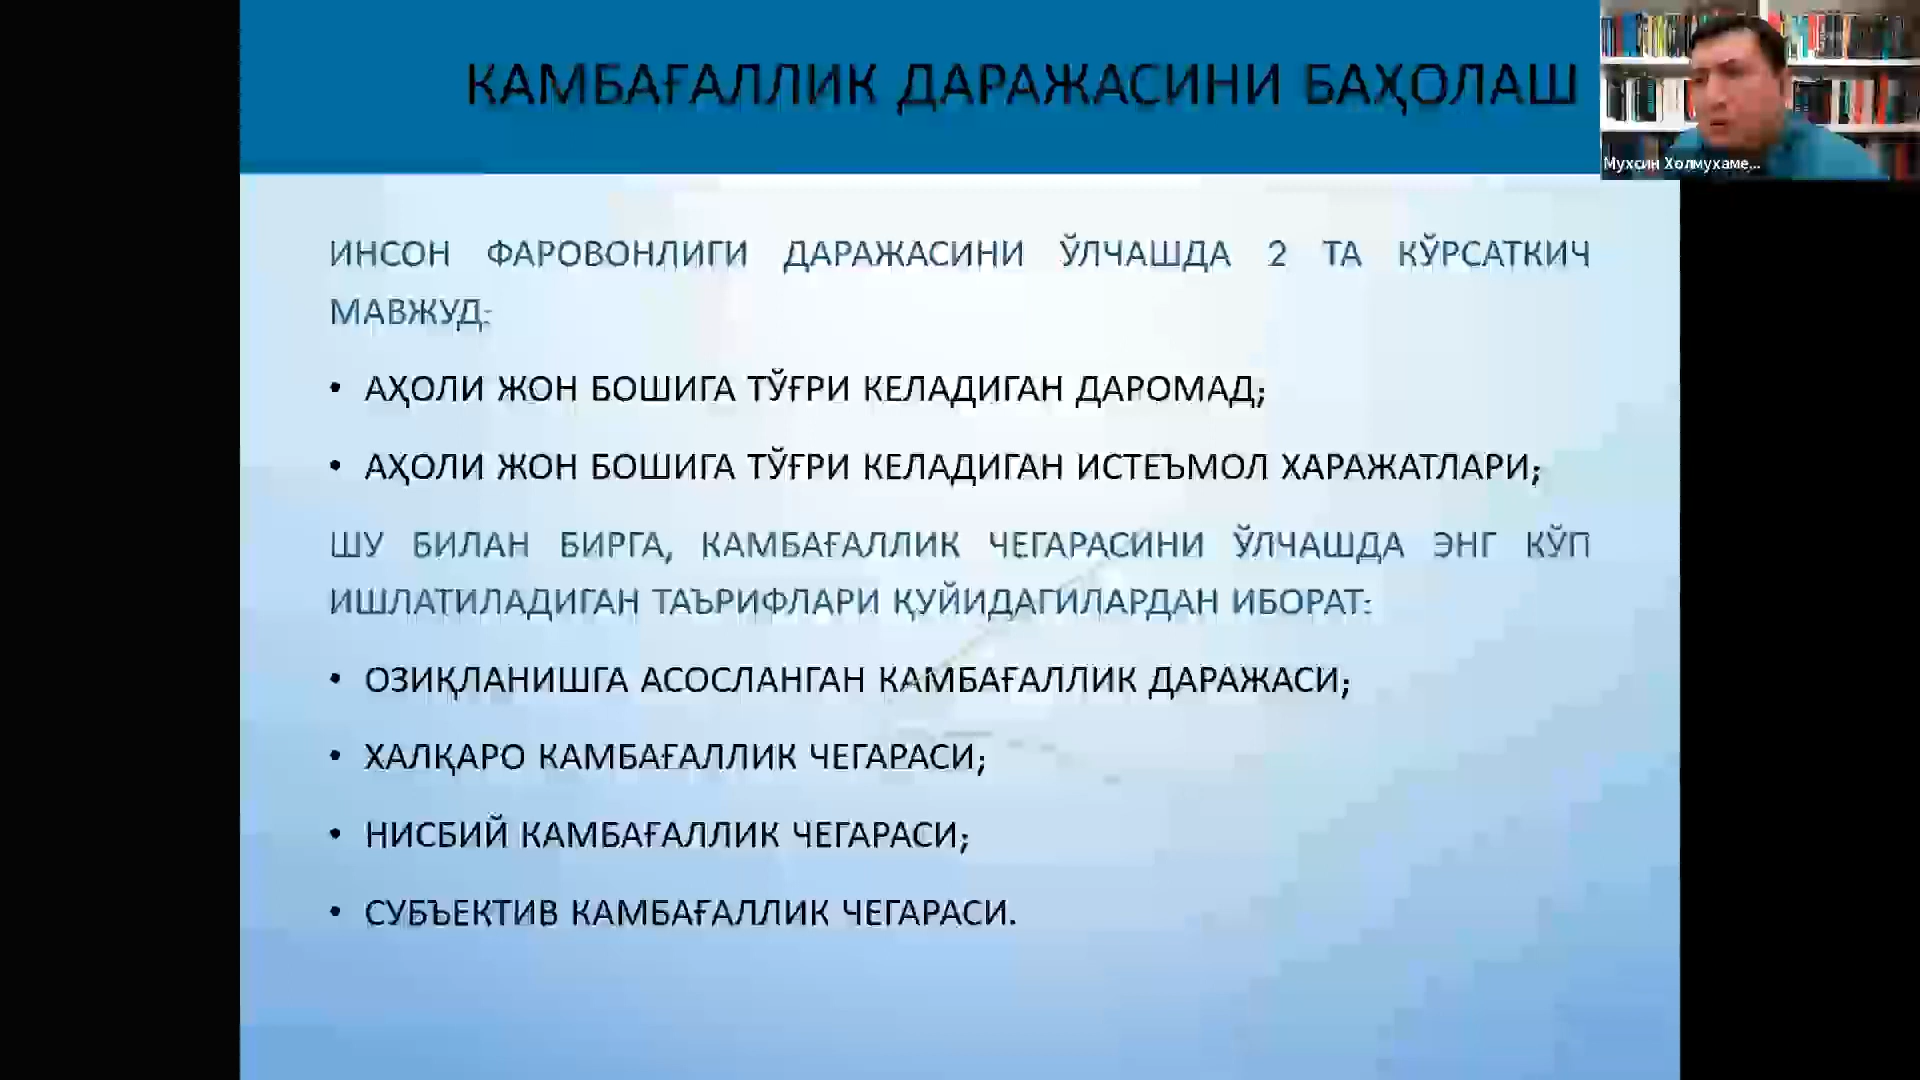 КАМБАҒАЛЛИК ДАРАЖАСИНИ БАҲОЛАШ
Мухсин Холмухаме...
ИНСОН ФАРОВОНЛИГИ ДАРАЖАСИНИ ЎЛЧАШДА 2 ТА КЎРСАТКИЧ
МАВЖУД:
• АҲОЛИ ЖОН БОШИГА ТЎҒРИ КЕЛАДИГАН ДАРОМАД;
• АҲОЛИ ЖОН БОШИГА ТЎҒРИ КЕЛАДИГАН ИСТЕЪМОЛ ХАРАЖАТЛАРИ;
ШУ БИЛАН БИРГА, КАМБАҒАЛЛИК ЧЕГАРАСИНИ ЎЛЧАШДА ЭНГ КЎП
ИШЛАТИЛАДИГАН ТАЪРИФЛАРИ ҚУЙИДАГИЛАРДАН ИБОРАТ:
• ОЗИҚЛАНИШГА АСОСЛАНГАН КАМБАҒАЛЛИК ДАРАЖАСИ;
• ХАЛҚАРО КАМБАҒАЛЛИК ЧЕГАРАСИ;
• НИСБИЙ КАМБАҒАЛЛИК ЧЕГАРАСИ;
• СУБЪЕКТИВ КАМБАҒАЛЛИК ЧЕГАРАСИ.